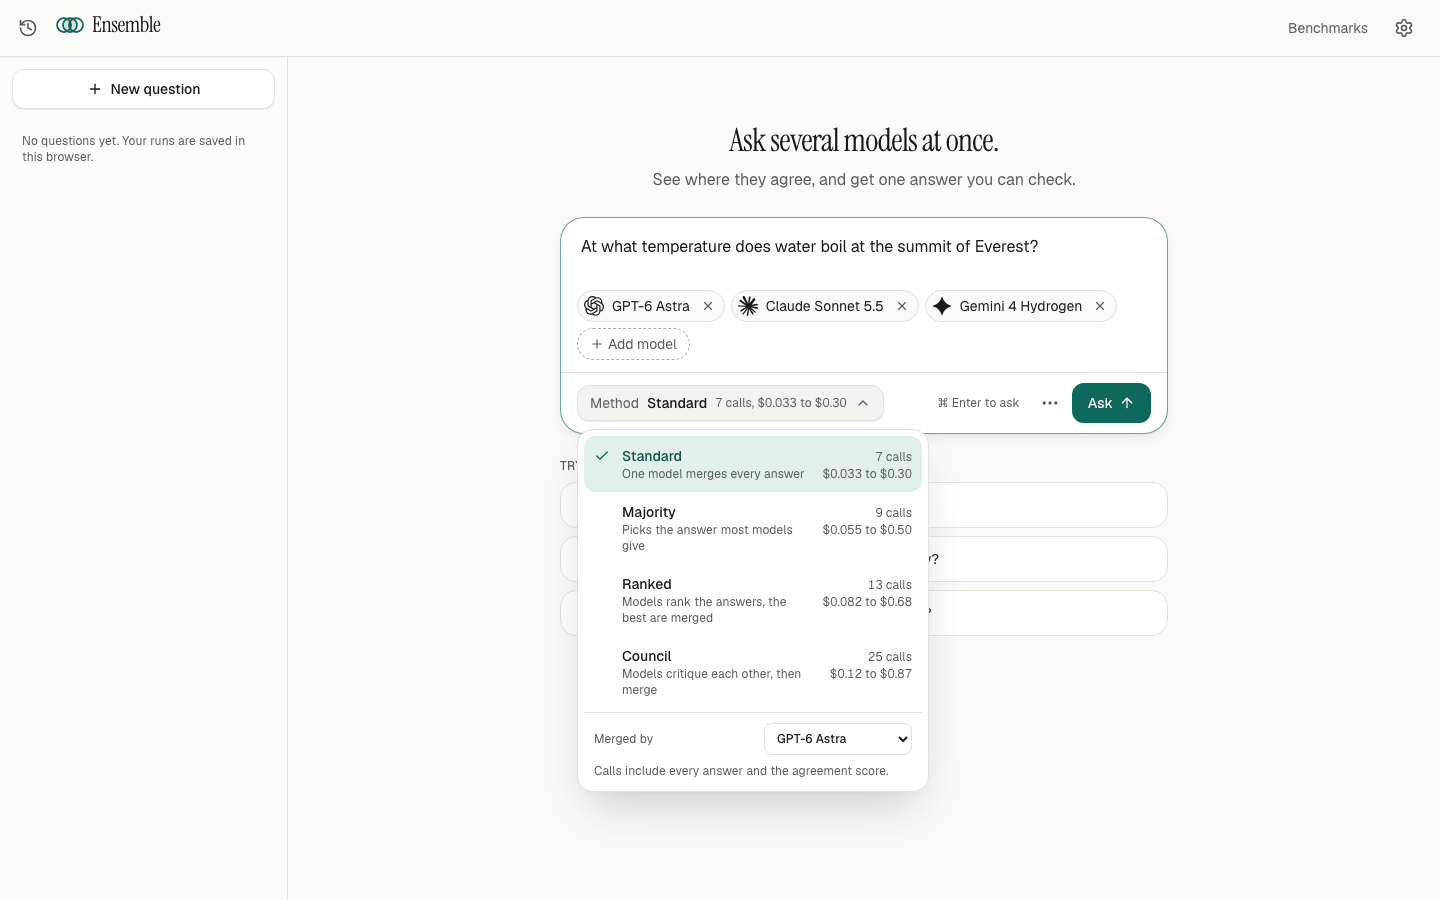 Ensemble
Benchmarks
New question
No questions yet. Your runs are saved in
this browser.
Ask several models at once.
See where they agree, and get one answer you can check.
At what temperature does water boil at the summit of Everest?
GPT-6 Astra
Claude Sonnet 5.5
Gemini 4 Hydrogen
+ Add model
Method Standard 7 calls, $0.033 to $0.30
⌘ Enter to ask
Ask
Standard 7 calls
One model merges every answer $0.033 to $0.30
Majority 9 calls
Picks the answer most models $0.055 to $0.50
give
Ranked 13 calls
Models rank the answers, the $0.082 to $0.68
best are merged
Council 25 calls
Models critique each other, then $0.12 to $0.87
merge
Merged by GPT-6 Astra
Calls include every answer and the agreement score.